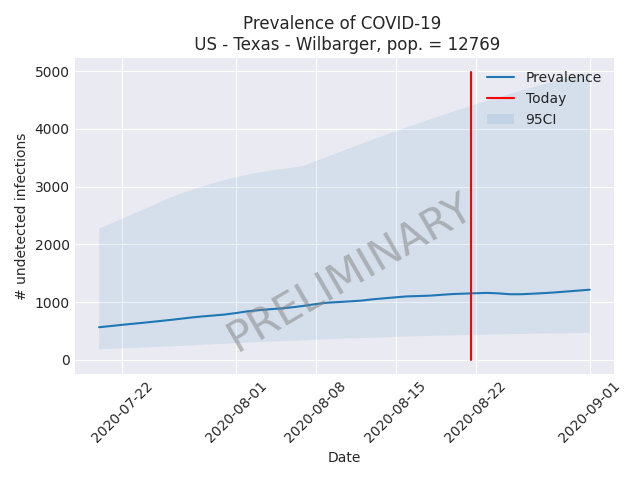 Prevalence of COVID-19
US - Texas - Wilbarger, pop. = 12769
Prevalence
Today
95CI
5000
4000
3000
2000
1000
0
# undetected infections
PRELIMINARY
2020-07-22
2020-08-01
2020-08-08
2020-08-15
2020-08-22
2020-09-01
Date